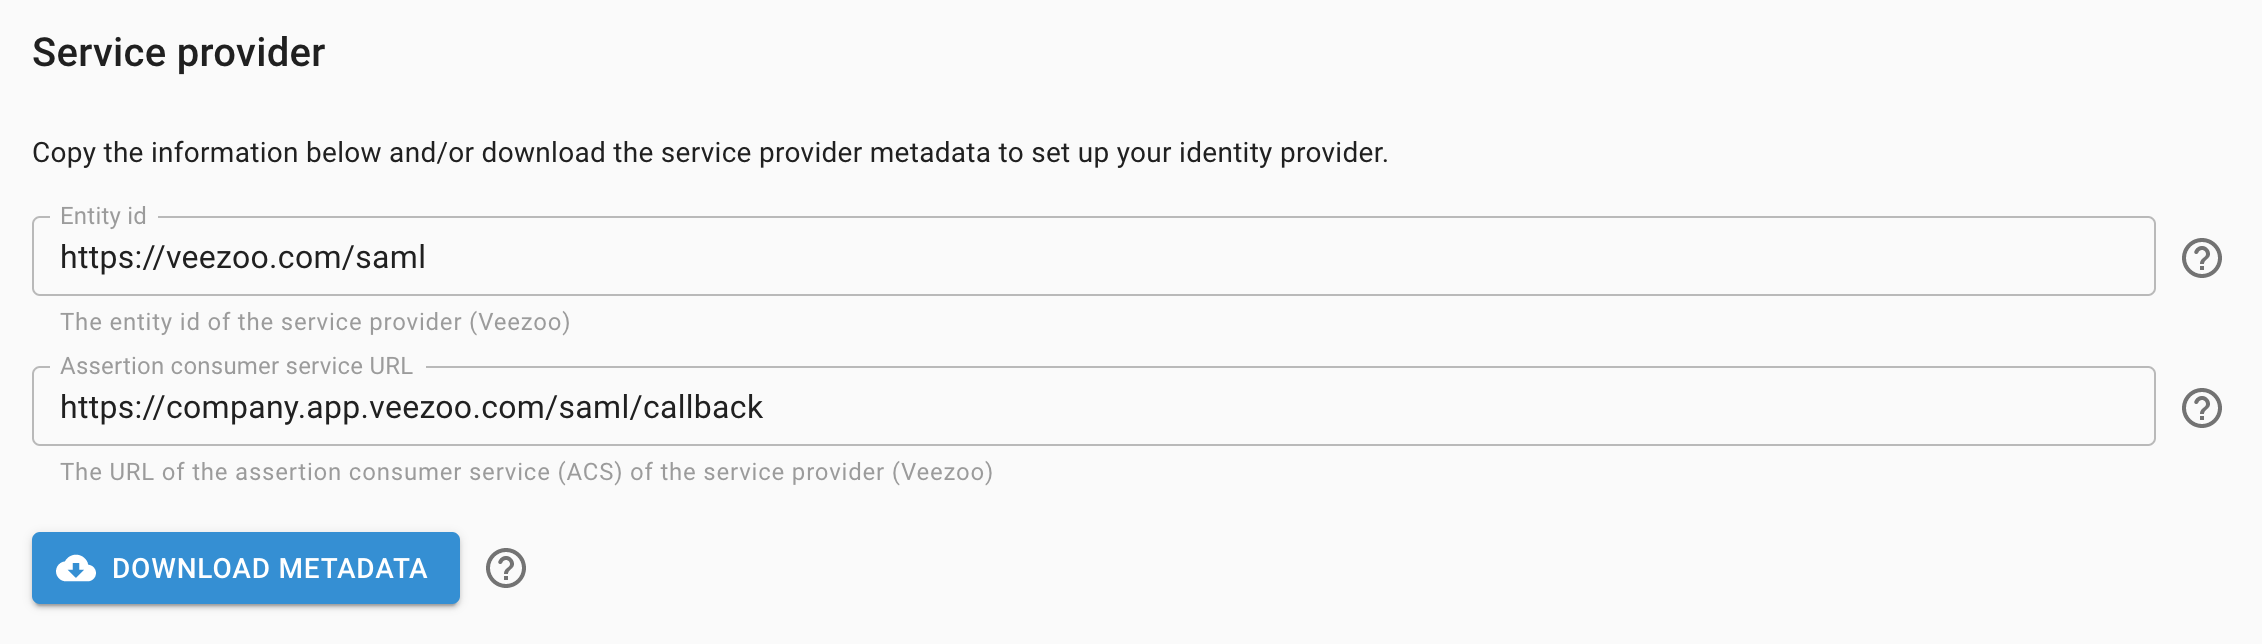 Service provider
Copy the information below and/or download the service provider metadata to set up your identity provider.
Entity id
https://veezoo.com/saml
The entity id of the service provider (Veezoo)
Assertion consumer service URL
https://company.app.veezoo.com/saml/callback
The URL of the assertion consumer service (ACS) of the service provider (Veezoo)
DOWNLOAD METADATA